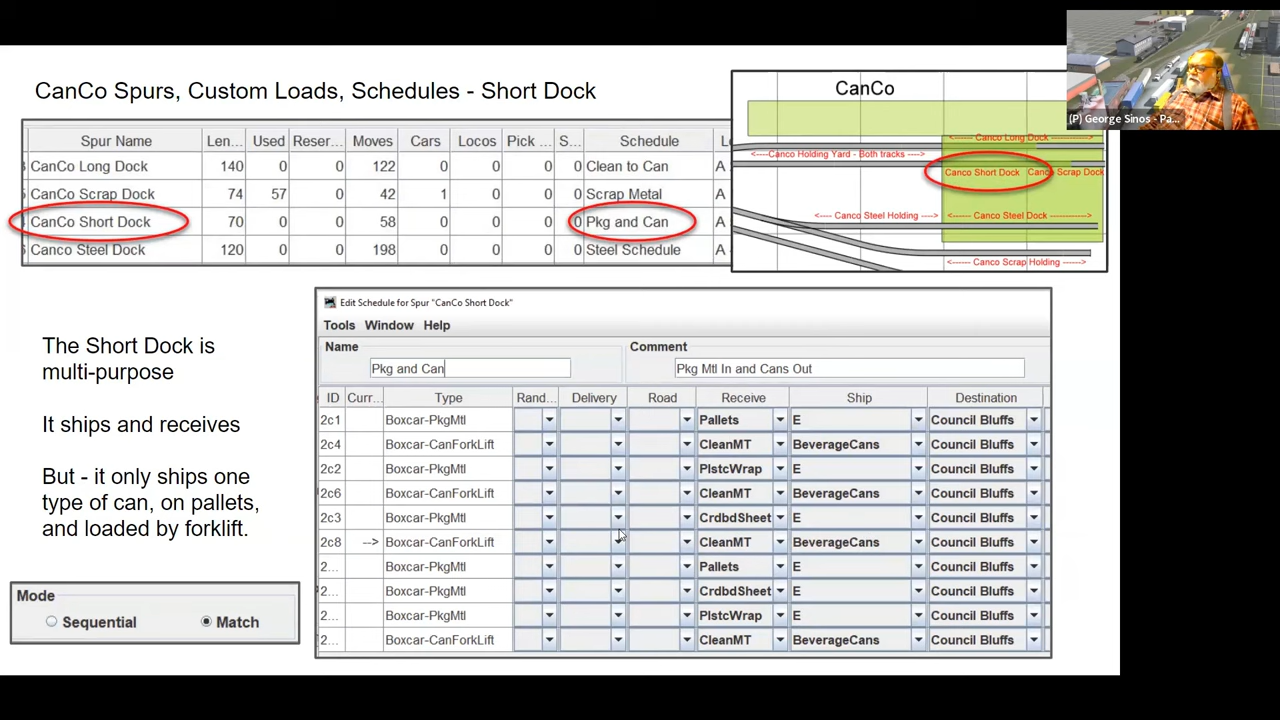 CanCo Spurs, Custom Loads, Schedules - Short Dock
Spur Name Len... Used Reser... Moves Cars Locos Pick ... S... Schedule
CanCo Long Dock 140 0 0 122 0 0 0 0 Clean to Can A
CanCo Scrap Dock 74 57 0 42 1 0 0 0 Scrap Metal A
CanCo Short Dock 70 0 0 58 0 0 0 0 Pkg and Can A
Canco Steel Dock 120 0 0 198 0 0 0 0 Steel Schedule A
CanCo
<------ Canco Long Dock ------>
<----Canco Holding Yard - Both tracks ---->
Canco Short Dock
Scrap Dock
<---- Canco Steel Holding ---->
<---- Canco Steel Dock ------------>
<------ Canco Scrap Holding ------>
(P) George Sinos - Pa...
The Short Dock is
multi-purpose
It ships and receives
But - it only ships one
type of can, on pallets,
and loaded by forklift.
Mode
Sequential Match
Edit Schedule for Spur "CanCo Short Dock"
Tools Window Help
Name Comment
Pkg and Can Pkg Mtl In and Cans Out
ID Curr... Type Rand... Delivery Road Receive Ship Destination
2c1 Boxcar-PkgMtl Pallets E Council Bluffs
2c4 Boxcar-CanForkLift CleanMT BeverageCans Council Bluffs
2c2 Boxcar-PkgMtl PlstcWrap E Council Bluffs
2c6 Boxcar-CanForkLift CleanMT BeverageCans Council Bluffs
2c3 Boxcar-PkgMtl CrdbdSheet E Council Bluffs
2c8 --> Boxcar-CanForkLift CleanMT BeverageCans Council Bluffs
2... Boxcar-PkgMtl Pallets E Council Bluffs
2... Boxcar-PkgMtl CrdbdSheet E Council Bluffs
2... Boxcar-PkgMtl PlstcWrap E Council Bluffs
2... Boxcar-CanForkLift CleanMT BeverageCans Council Bluffs